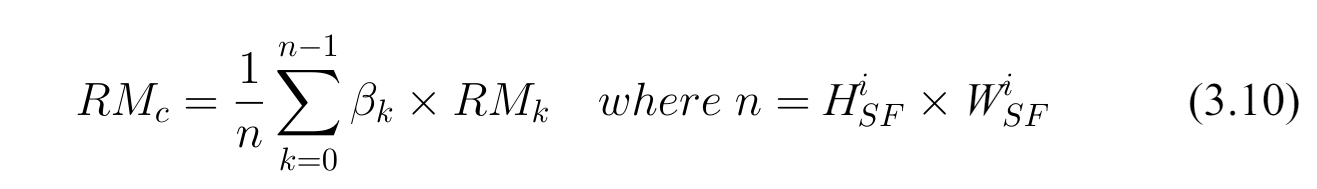 RM_c = \frac{1}{n} \sum_{k=0}^{n-1} \beta_k \times RM_k \quad where \ n = H_{SF}^i \times W_{SF}^i \quad (3.10)